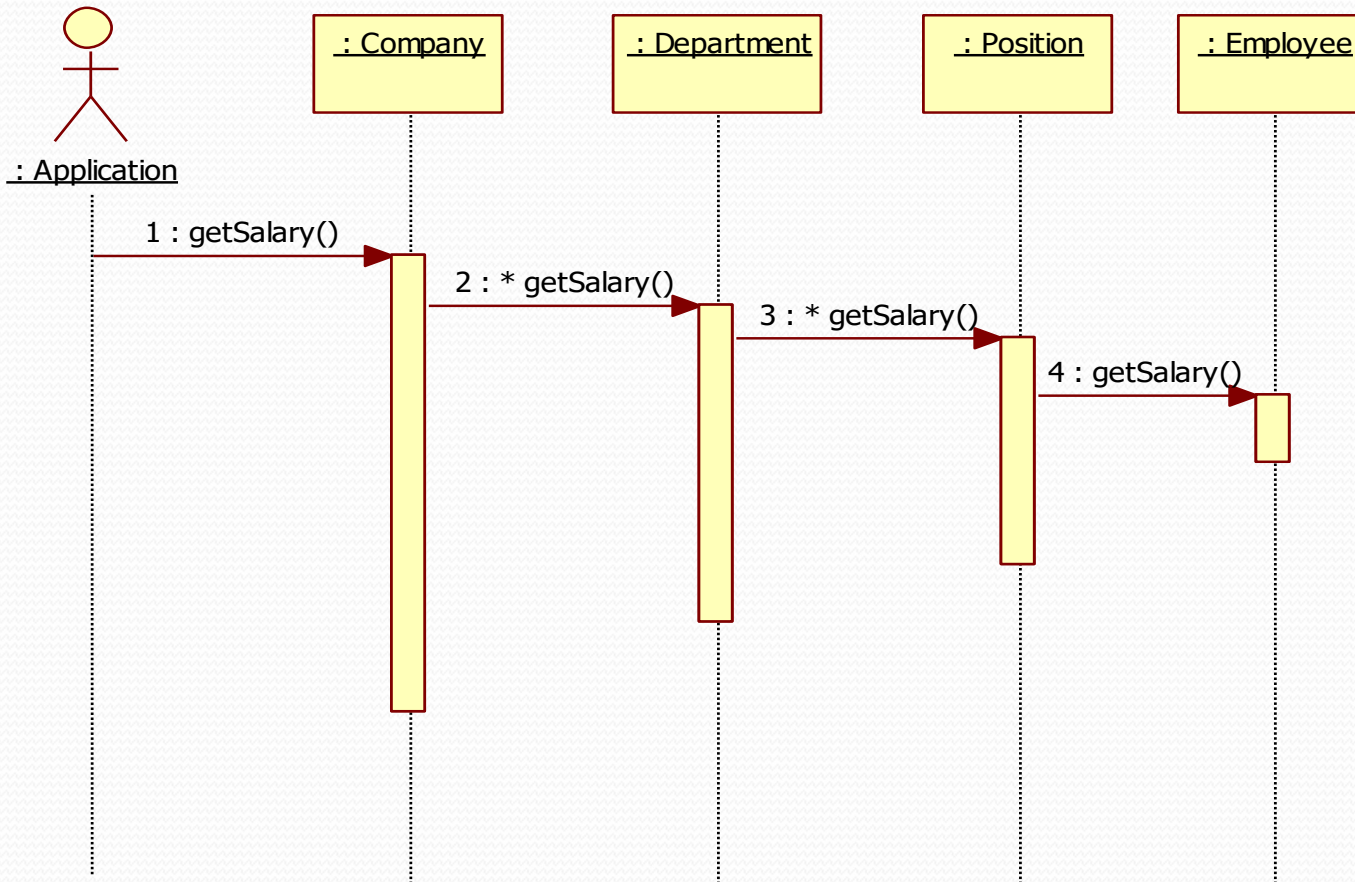 : Company
: Department
: Position
: Employee
: Application
1 : getSalary()
2 : * getSalary()
3 : * getSalary()
4 : getSalary()